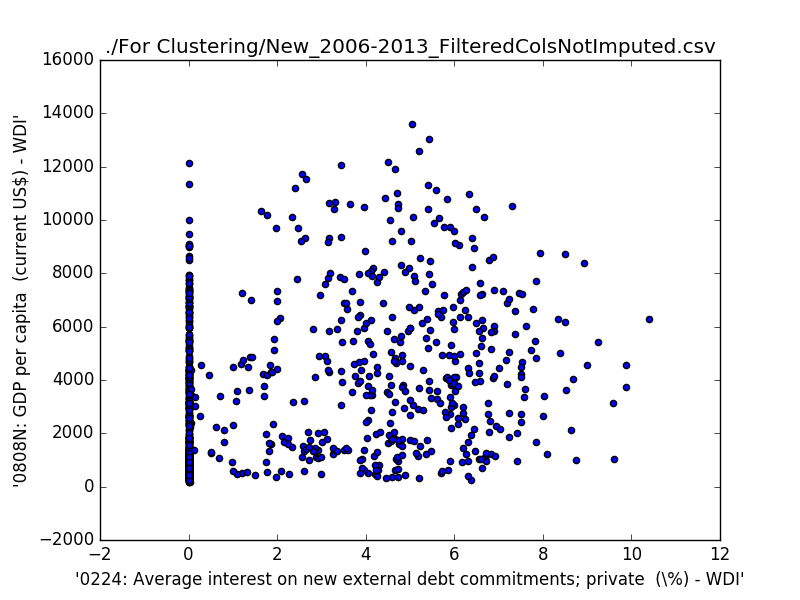 ./For Clustering/New_2006-2013_FilteredColsNotImputed.csv
16000
14000
12000
10000
8000
6000
4000
2000
0
−2000
'0808N: GDP per capita  (current US$) - WDI'
−2 0 2 4 6 8 10 12
'0224: Average interest on new external debt commitments; private  (\%) - WDI'